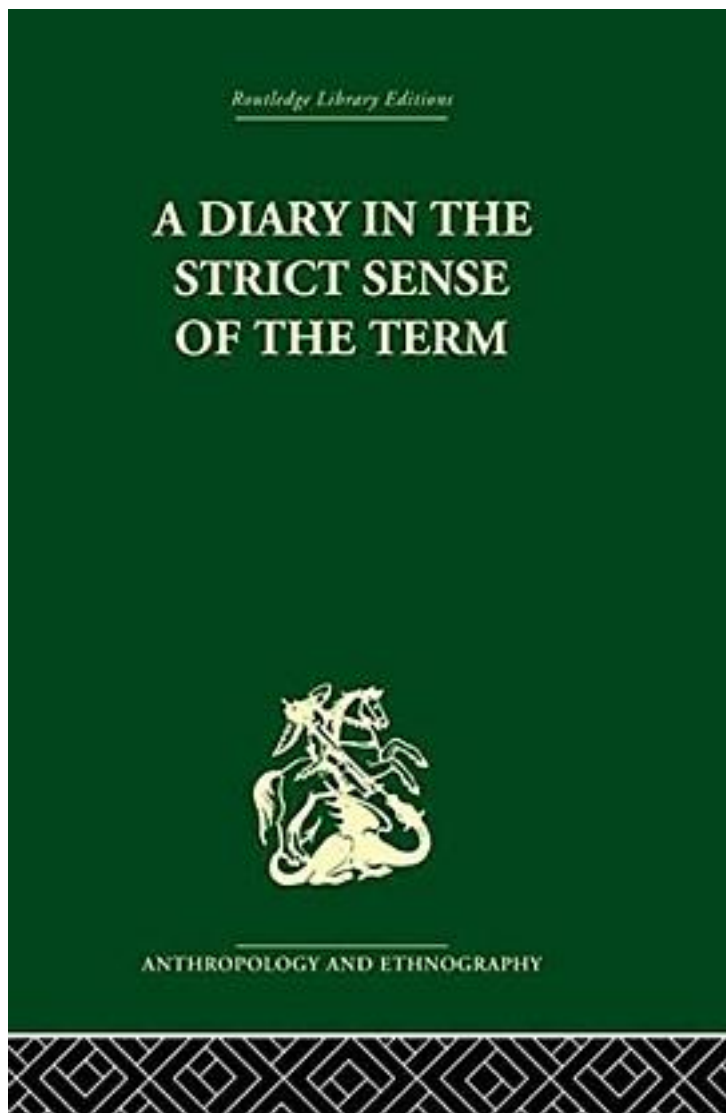 Routledge Library Editions
A DIARY IN THE
STRICT SENSE
OF THE TERM
ANTHROPOLOGY AND ETHNOGRAPHY